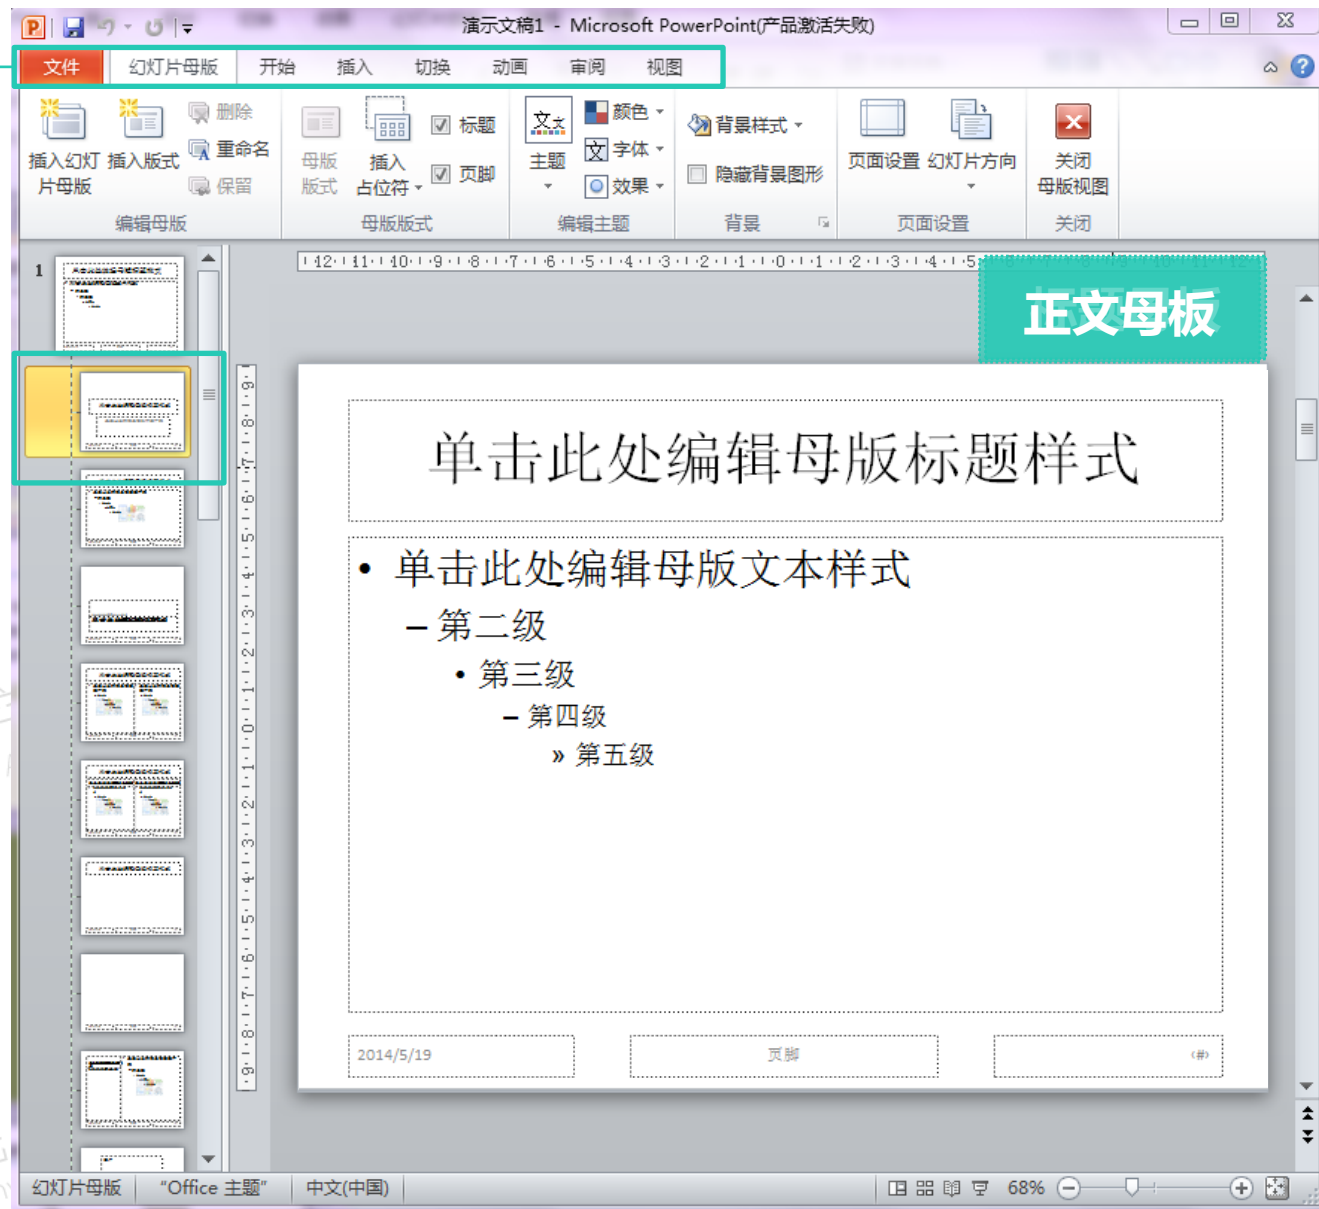 演示文稿1 - Microsoft PowerPoint(产品激活失败)
文件 幻灯片母版 开始 插入 切换 动画 审阅 视图
插入幻灯片母版
插入版式
删除
重命名
保留
编辑母版
母版版式
插入占位符
标题
页脚
母版版式
主题
颜色
字体
效果
编辑主题
背景样式
隐藏背景图形
背景
页面设置
幻灯片方向
页面设置
关闭母版视图
关闭
1
正文母板
单击此处编辑母版标题样式
• 单击此处编辑母版文本样式
– 第二级
• 第三级
– 第四级
» 第五级
2014/5/19
页脚
‹#›
幻灯片母版 “Office 主题” 中文(中国) 68%